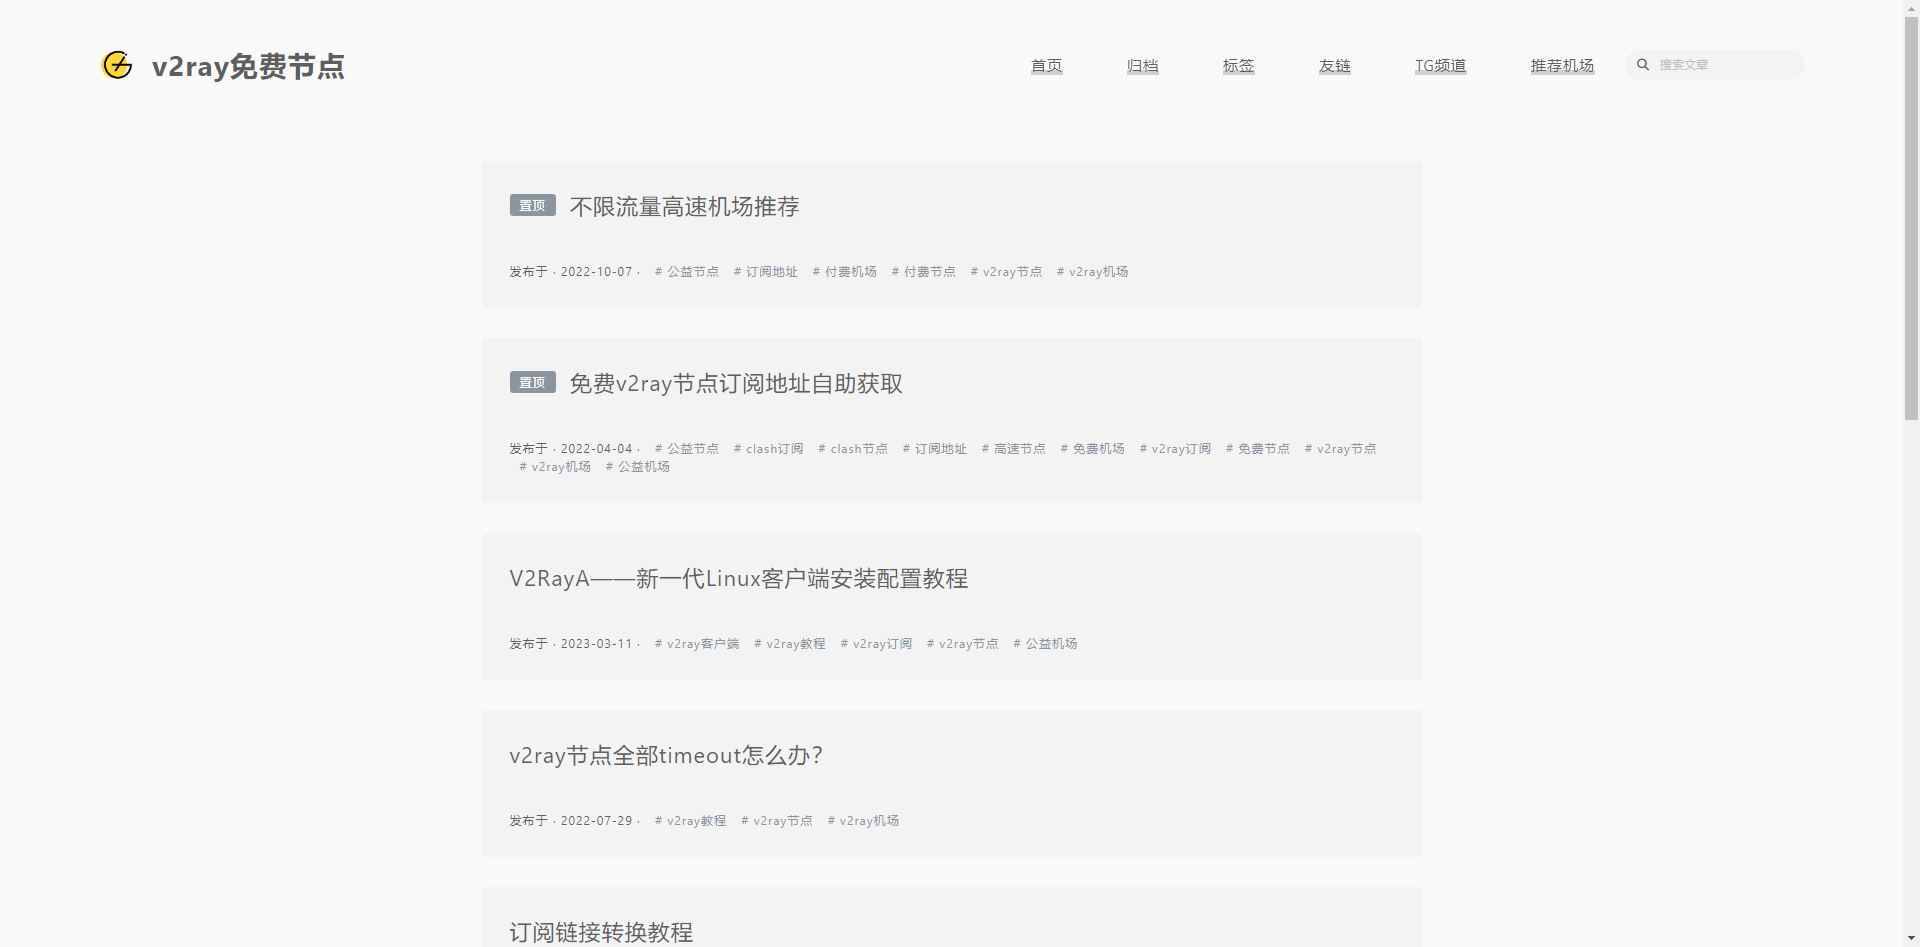 v2ray免费节点
首页 归档 标签 友链 TG频道 推荐机场 搜索文章
置顶 不限流量高速机场推荐
发布于 · 2022-10-07 · # 公益节点 # 订阅地址 # 付费机场 # 付费节点 # v2ray节点 # v2ray机场
置顶 免费v2ray节点订阅地址自助获取
发布于 · 2022-04-04 · # 公益节点 # clash订阅 # clash节点 # 订阅地址 # 高速节点 # 免费机场 # v2ray订阅 # 免费节点 # v2ray节点
# v2ray机场 # 公益机场
V2RayA——新一代Linux客户端安装配置教程
发布于 · 2023-03-11 · # v2ray客户端 # v2ray教程 # v2ray订阅 # v2ray节点 # 公益机场
v2ray节点全部timeout怎么办？
发布于 · 2022-07-29 · # v2ray教程 # v2ray节点 # v2ray机场
订阅链接转换教程